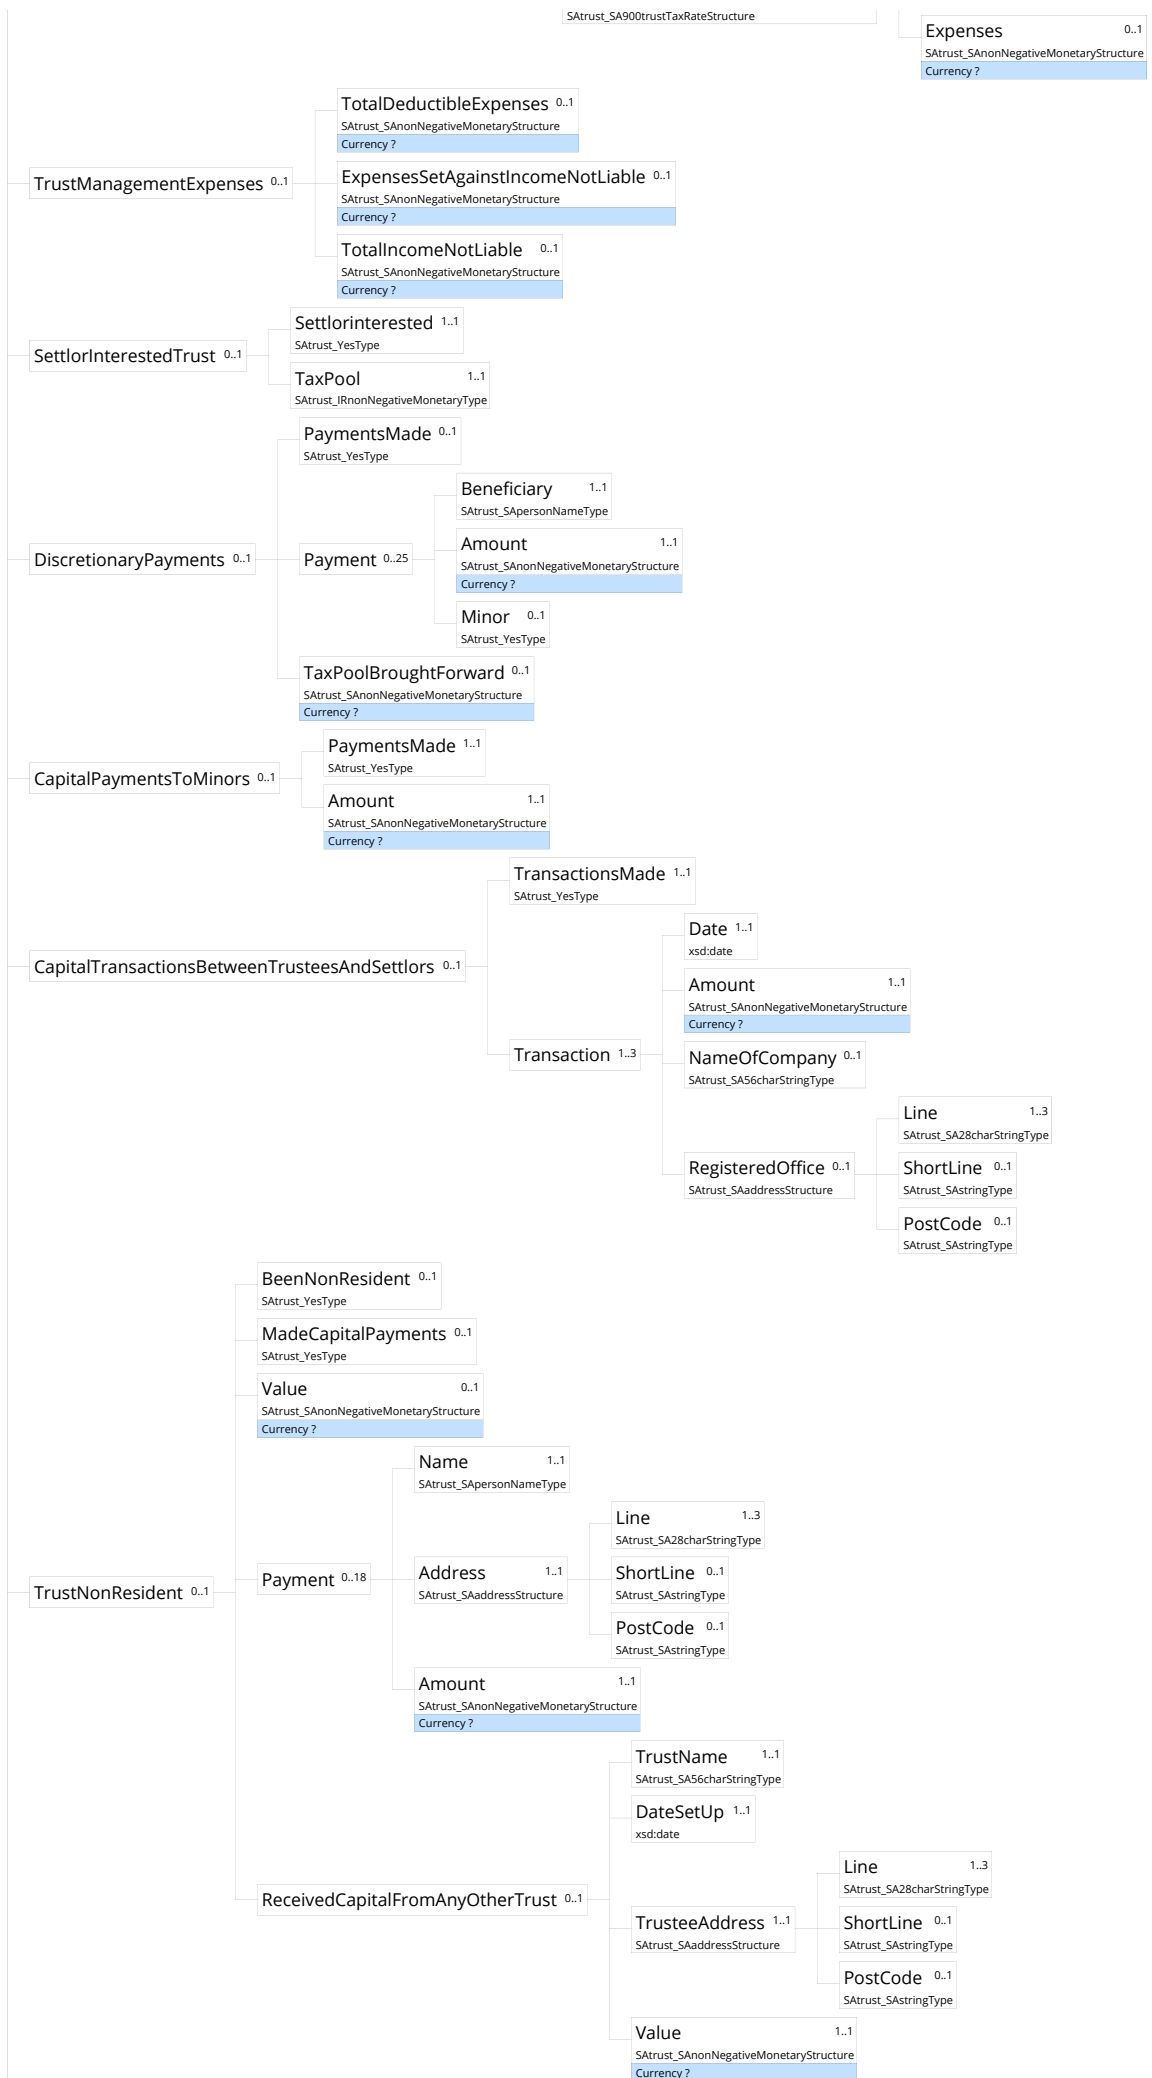 SAtrust_SA900trustTaxRateStructure
Expenses 0..1
SAtrust_SAnonNegativeMonetaryStructure
Currency ?
TotalDeductibleExpenses 0..1
SAtrust_SAnonNegativeMonetaryStructure
Currency ?
TrustManagementExpenses 0..1
ExpensesSetAgainstIncomeNotLiable 0..1
SAtrust_SAnonNegativeMonetaryStructure
Currency ?
TotalIncomeNotLiable 0..1
SAtrust_SAnonNegativeMonetaryStructure
Currency ?
Settlorinterested 1..1
SAtrust_YesType
SettlorInterestedTrust 0..1
TaxPool 1..1
SAtrust_IRnonNegativeMonetaryType
PaymentsMade 0..1
SAtrust_YesType
Beneficiary 1..1
SAtrust_SApersonNameType
DiscretionaryPayments 0..1
Payment 0..25
Amount 1..1
SAtrust_SAnonNegativeMonetaryStructure
Currency ?
Minor 0..1
SAtrust_YesType
TaxPoolBroughtForward 0..1
SAtrust_SAnonNegativeMonetaryStructure
Currency ?
PaymentsMade 1..1
SAtrust_YesType
CapitalPaymentsToMinors 0..1
Amount 1..1
SAtrust_SAnonNegativeMonetaryStructure
Currency ?
TransactionsMade 1..1
SAtrust_YesType
CapitalTransactionsBetweenTrusteesAndSettlors 0..1
Date 1..1
xsd:date
Amount 1..1
SAtrust_SAnonNegativeMonetaryStructure
Currency ?
Transaction 1..3
NameOfCompany 0..1
SAtrust_SA56charStringType
Line 1..3
SAtrust_SA28charStringType
RegisteredOffice 0..1
SAtrust_SAaddressStructure
ShortLine 0..1
SAtrust_SAstringType
PostCode 0..1
SAtrust_SAstringType
BeenNonResident 0..1
SAtrust_YesType
MadeCapitalPayments 0..1
SAtrust_YesType
Value 0..1
SAtrust_SAnonNegativeMonetaryStructure
Currency ?
Name 1..1
SAtrust_SApersonNameType
Line 1..3
SAtrust_SA28charStringType
TrustNonResident 0..1
Payment 0..18
Address 1..1
SAtrust_SAaddressStructure
ShortLine 0..1
SAtrust_SAstringType
PostCode 0..1
SAtrust_SAstringType
Amount 1..1
SAtrust_SAnonNegativeMonetaryStructure
Currency ?
TrustName 1..1
SAtrust_SA56charStringType
DateSetUp 1..1
xsd:date
ReceivedCapitalFromAnyOtherTrust 0..1
Line 1..3
SAtrust_SA28charStringType
TrusteeAddress 1..1
SAtrust_SAaddressStructure
ShortLine 0..1
SAtrust_SAstringType
PostCode 0..1
SAtrust_SAstringType
Value 1..1
SAtrust_SAnonNegativeMonetaryStructure
Currency ?